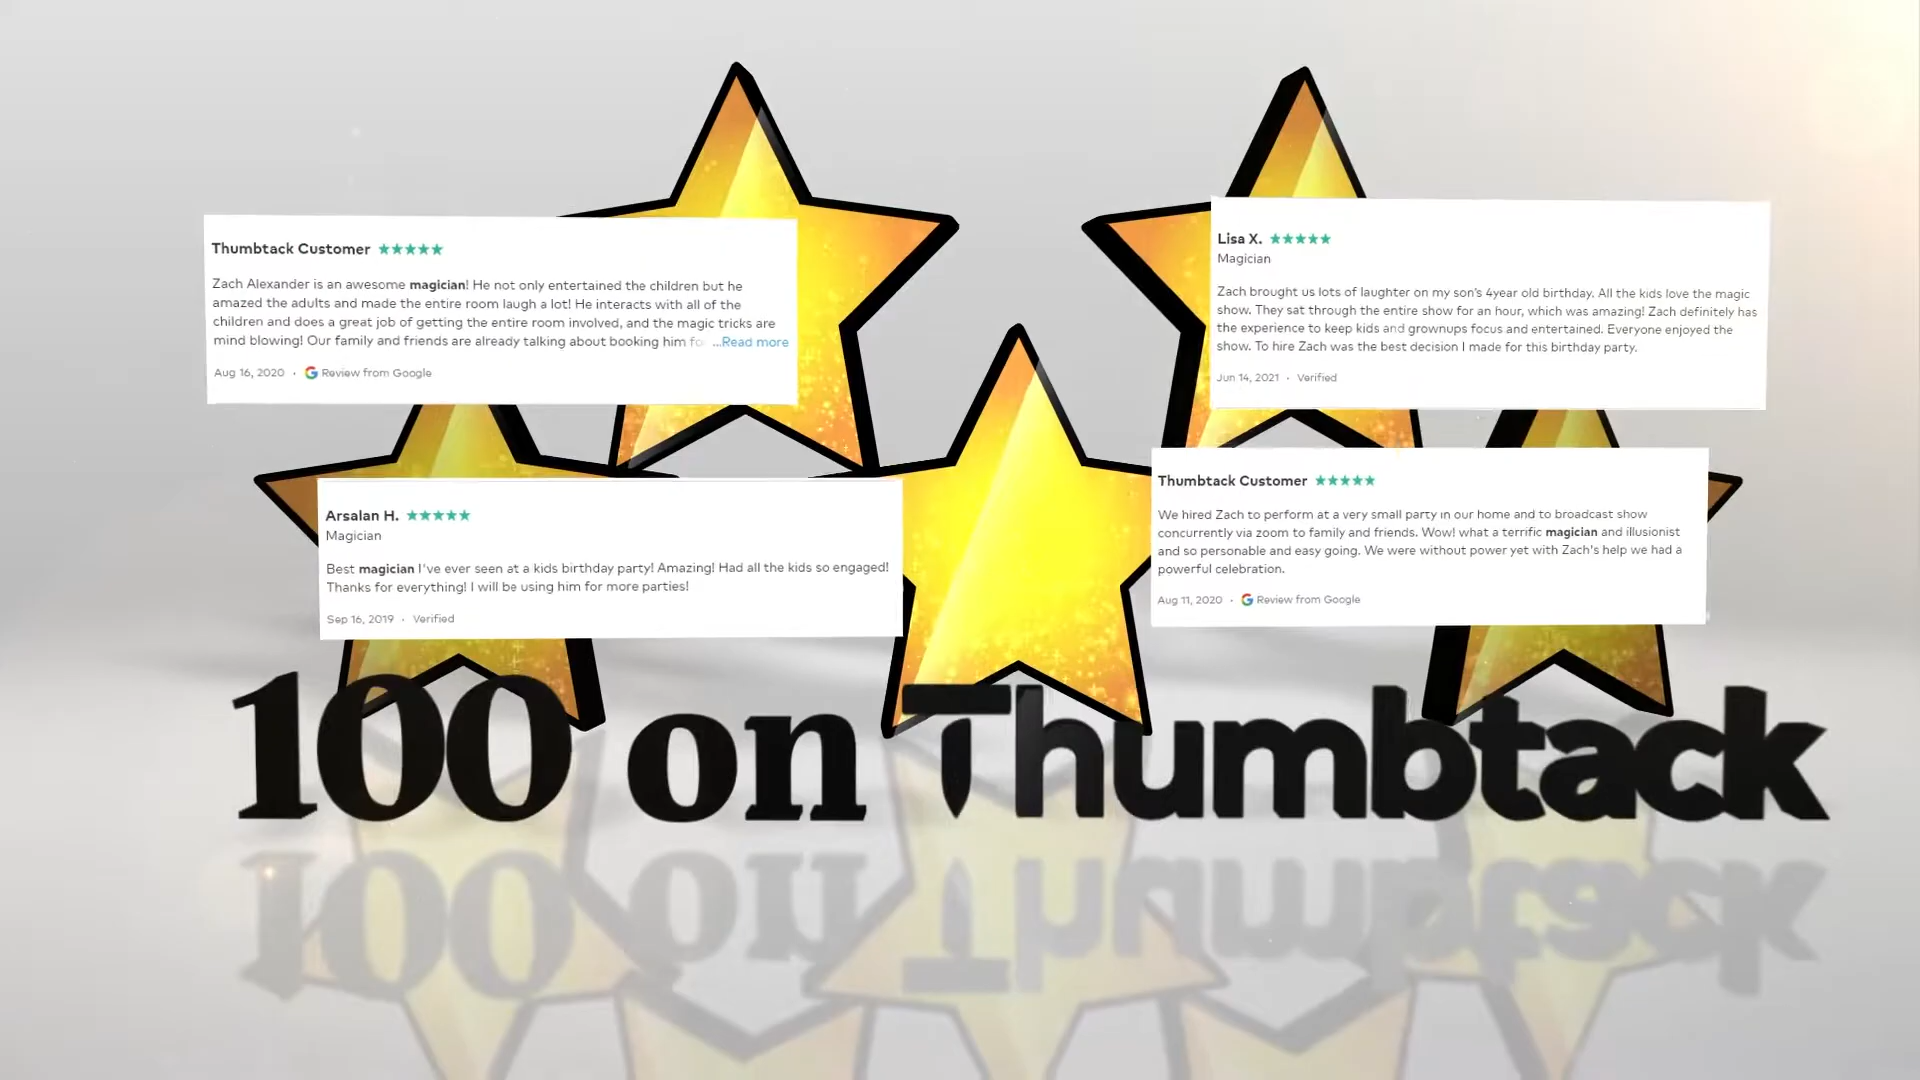 Thumbtack Customer
Zach Alexander is an awesome magician! He not only entertained the children but he
amazed the adults and made the entire room laugh a lot! He interacts with all of the
children and does a great job of getting the entire room involved, and the magic tricks are
mind blowing! Our family and friends are already talking about booking him fo ...Read more
Aug 16, 2020 · Review from Google
Lisa X.
Magician
Zach brought us lots of laughter on my son's 4year old birthday. All the kids love the magic
show. They sat through the entire show for an hour, which was amazing! Zach definitely has
the experience to keep kids and grownups focus and entertained. Everyone enjoyed the
show. To hire Zach was the best decision I made for this birthday party.
Jun 14, 2021 · Verified
Arsalan H.
Magician
Best magician I've ever seen at a kids birthday party! Amazing! Had all the kids so engaged!
Thanks for everything! I will be using him for more parties!
Sep 16, 2019 · Verified
Thumbtack Customer
We hired Zach to perform at a very small party in our home and to broadcast show
concurrently via zoom to family and friends. Wow! what a terrific magician and illusionist
and so personable and easy going. We were without power yet with Zach's help we had a
powerful celebration.
Aug 11, 2020 · Review from Google
100 on Thumbtack